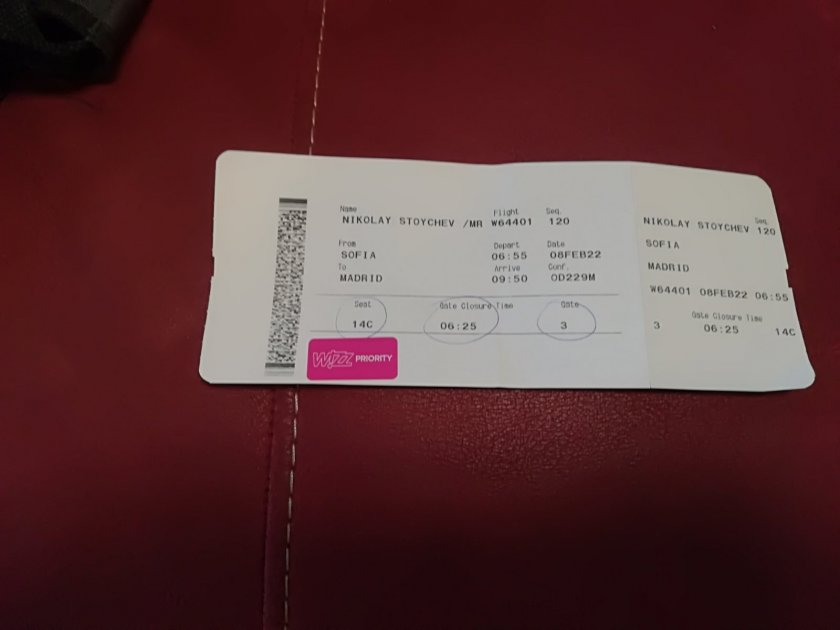 Name Flight Seq.
NIKOLAY STOYCHEV /MR W64401 120
From Depart Date
SOFIA 06:55 08FEB22
To Arrive Conf.
MADRID 09:50 OD229M
Seat Gate Closure Time Gate
14C 06:25 3
WIZZ PRIORITY
Seq.
NIKOLAY STOYCHEV 120
SOFIA
MADRID
W64401 08FEB22 06:55
Gate Closure Time
3 06:25 14C